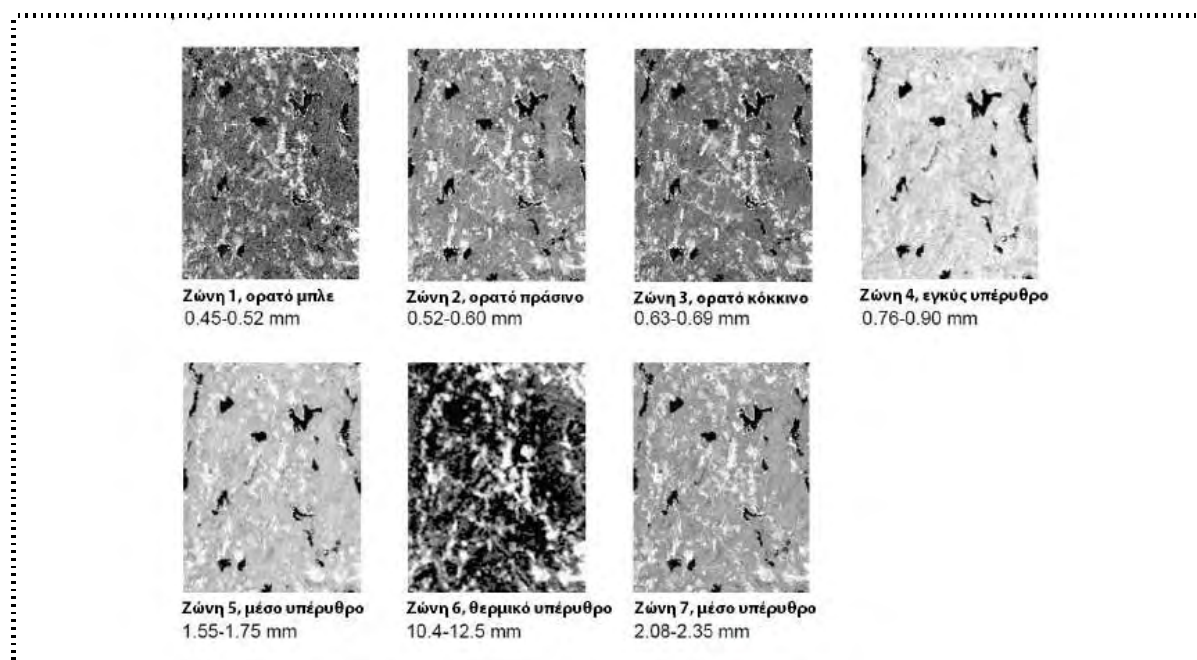 Ζώνη 1, ορατό μπλε
0.45-0.52 mm
Ζώνη 2, ορατό πράσινο
0.52-0.60 mm
Ζώνη 3, ορατό κόκκινο
0.63-0.69 mm
Ζώνη 4, εγκύς υπέρυθρο
0.76-0.90 mm
Ζώνη 5, μέσο υπέρυθρο
1.55-1.75 mm
Ζώνη 6, θερμικό υπέρυθρο
10.4-12.5 mm
Ζώνη 7, μέσο υπέρυθρο
2.08-2.35 mm